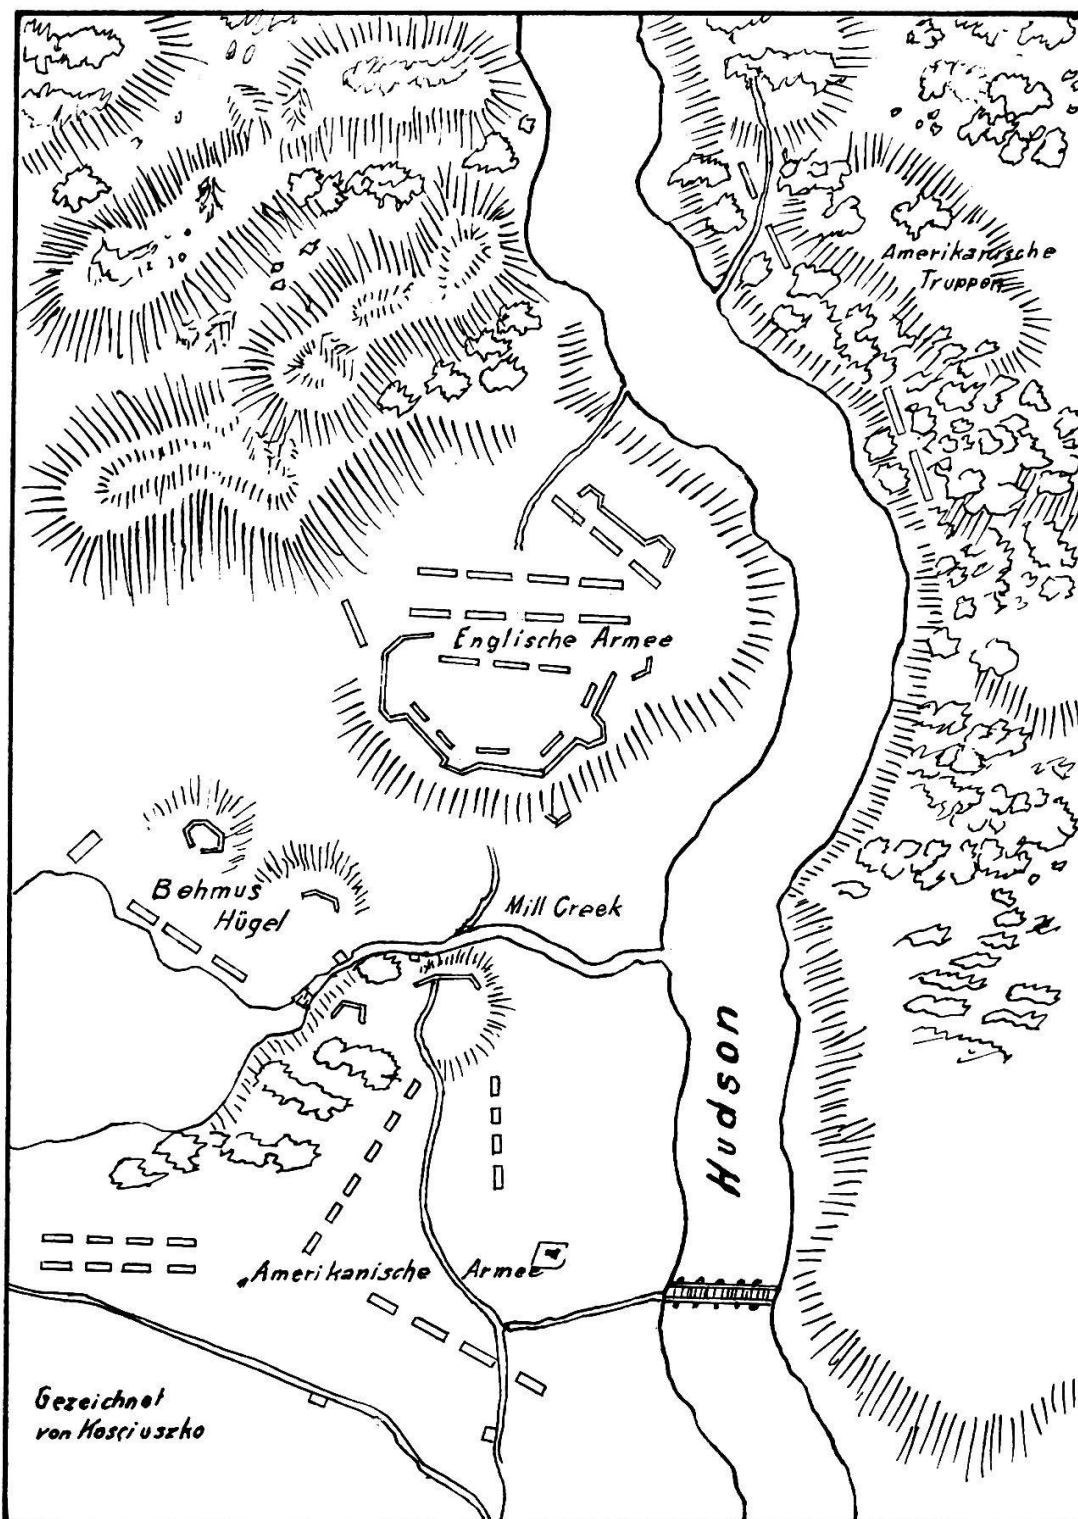 Amerikanische
Truppen
Englische Armee
Behmus
Hügel
Mill Creek
Hudson
Amerikanische Armee
Gezeichnet
von Kosciuszko